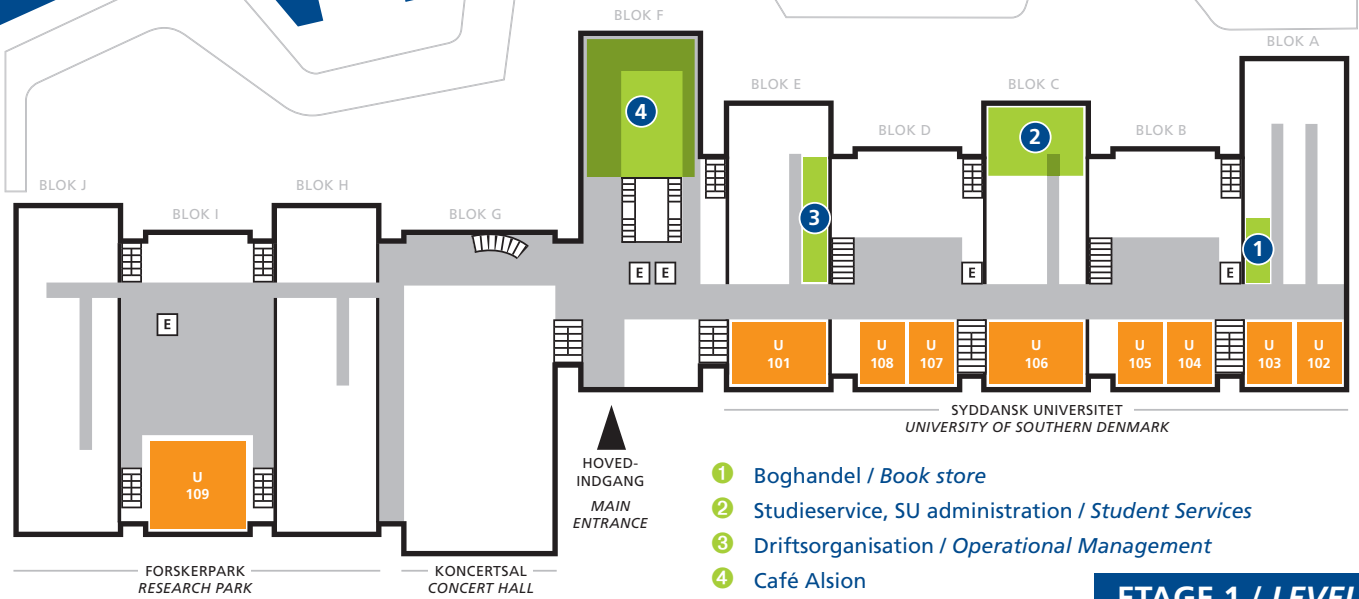 BLOK F
BLOK A
BLOK E
BLOK C
4
2
BLOK D
BLOK B
BLOK J
BLOK H
BLOK I
BLOK G
3
1
E E
E
E
E
U
101
U
108
U
107
U
106
U
105
U
104
U
103
U
102
U
109
SYDDANSK UNIVERSITET
UNIVERSITY OF SOUTHERN DENMARK
HOVED-
INDGANG
MAIN
ENTRANCE
1 Boghandel / Book store
2 Studieservice, SU administration / Student Services
3 Driftsorganisation / Operational Management
4 Café Alsion
FORSKERPARK
RESEARCH PARK
KONCERTSAL
CONCERT HALL
ETAGE 1 / LEVEL